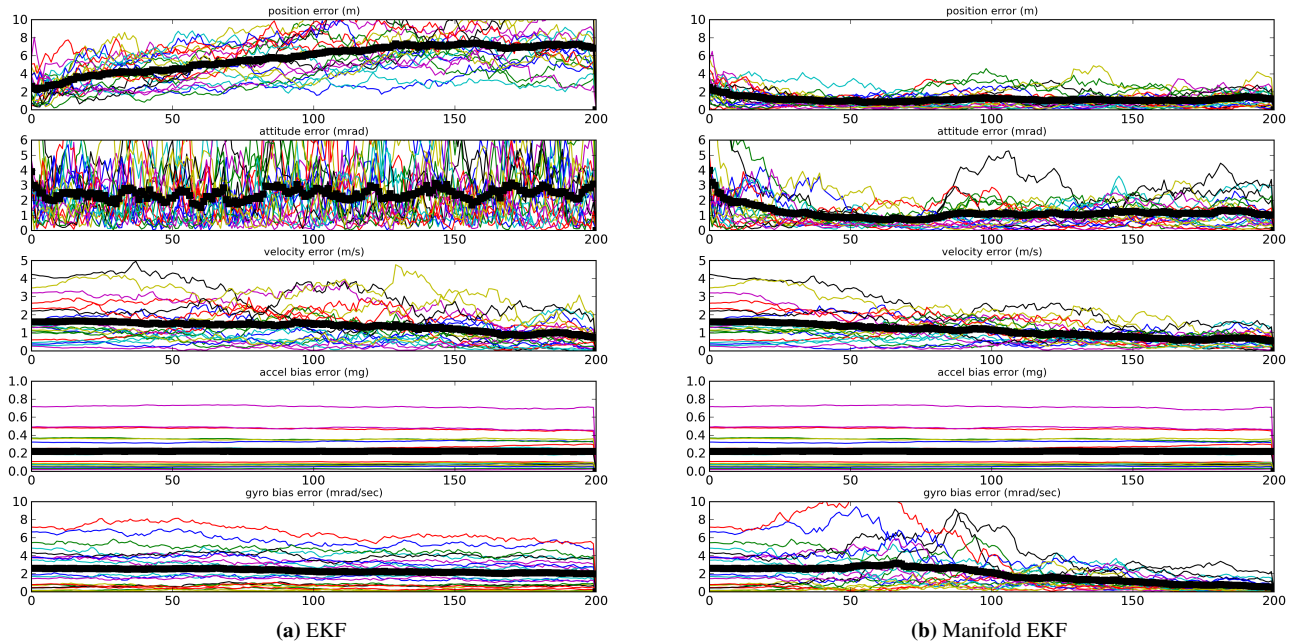 position error (m)
10
8
6
4
2
0
0 50 100 150 200
attitude error (mrad)
6
5
4
3
2
1
0
0 50 100 150 200
velocity error (m/s)
5
4
3
2
1
0
0 50 100 150 200
accel bias error (mg)
1.0
0.8
0.6
0.4
0.2
0.0
0 50 100 150 200
gyro bias error (mrad/sec)
10
8
6
4
2
0
0 50 100 150 200
(a) EKF
position error (m)
10
8
6
4
2
0
0 50 100 150 200
attitude error (mrad)
6
5
4
3
2
1
0
0 50 100 150 200
velocity error (m/s)
5
4
3
2
1
0
0 50 100 150 200
accel bias error (mg)
1.0
0.8
0.6
0.4
0.2
0.0
0 50 100 150 200
gyro bias error (mrad/sec)
10
8
6
4
2
0
0 50 100 150 200
(b) Manifold EKF